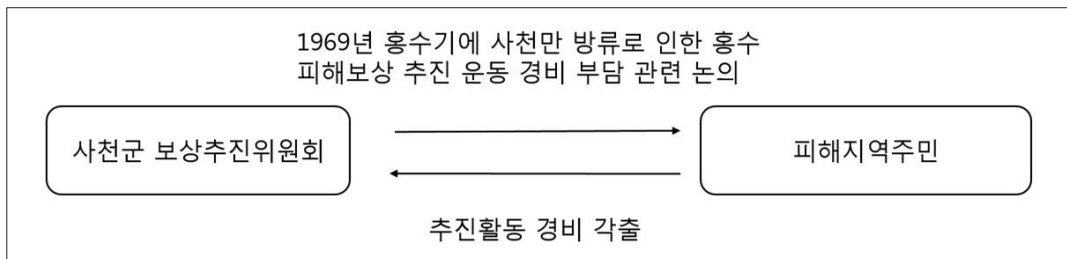 1969년 홍수기에 사천만 방류로 인한 홍수
피해보상 추진 운동 경비 부담 관련 논의
사천군 보상추진위원회
피해지역주민
추진활동 경비 각출